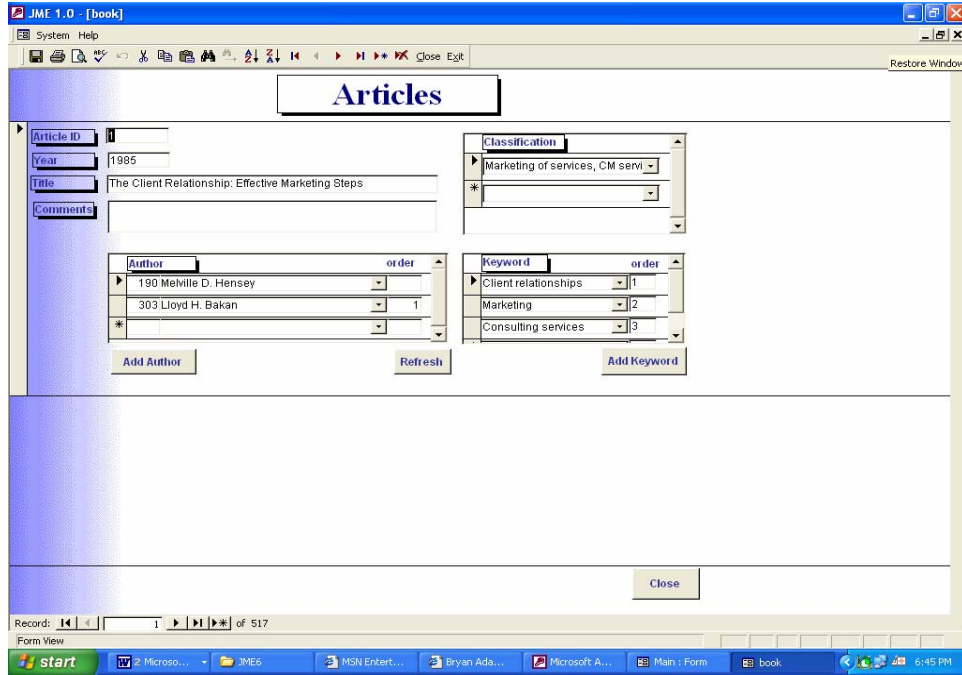 JME 1.0 - [book]
System Help
Close Exit
Restore Window
Articles
Article ID 1
Year 1985
Title The Client Relationship: Effective Marketing Steps
Comments
Classification
Marketing of services, CM servi
Author order
190 Melville D. Hensey
303 Lloyd H. Bakan 1
Keyword order
Client relationships 1
Marketing 2
Consulting services 3
Add Author Refresh Add Keyword
Close
Record: 1 of 517
Form View
start 2 Microso... JME6 MSN Entert... Bryan Ada... Microsoft A... Main : Form book 6:45 PM